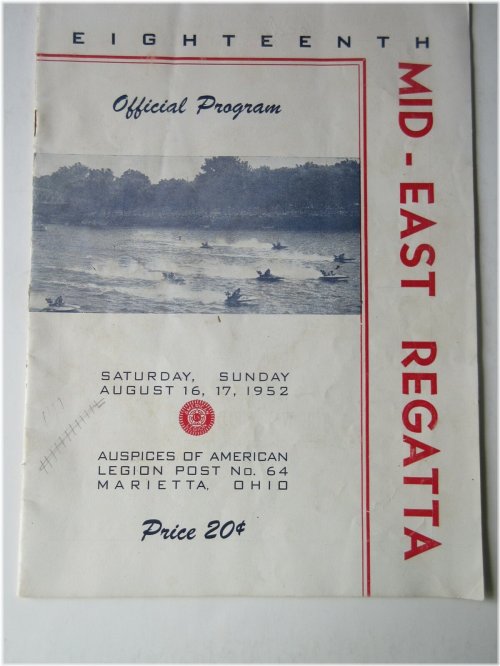 EIGHTEENTH
MID-EAST REGATTA
Official Program
SATURDAY, SUNDAY
AUGUST 16, 17, 1952
AUSPICES OF AMERICAN
LEGION POST No. 64
MARIETTA, OHIO
Price 20¢